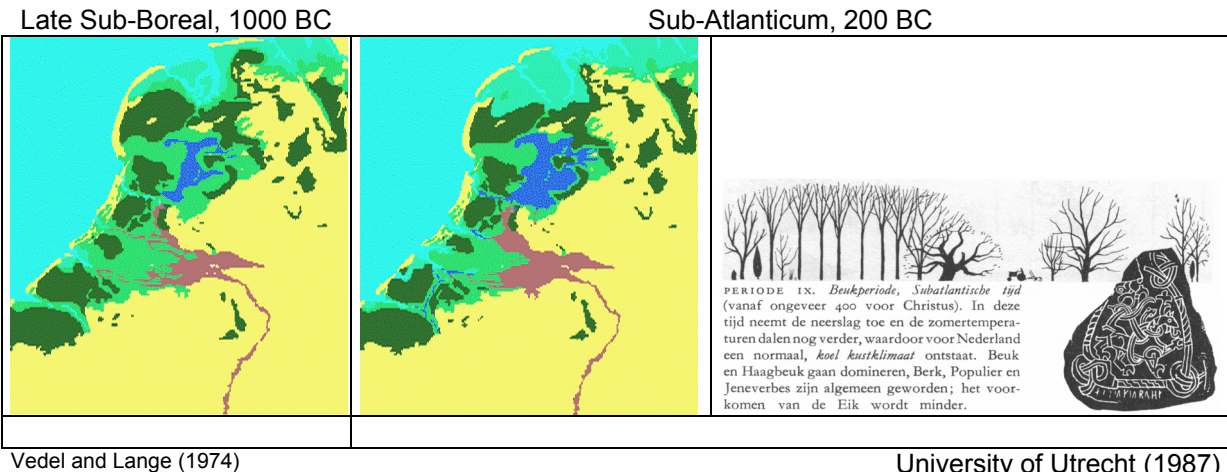 Late Sub-Boreal, 1000 BC
Sub-Atlanticum, 200 BC
PERIODE IX. Beukperiode, Subatlantische tijd
(vanaf ongeveer 400 voor Christus). In deze
tijd neemt de neerslag toe en de zomertempera-
turen dalen nog verder, waardoor voor Nederland
een normaal, koel kustklimaat ontstaat. Beuk
en Haagbeuk gaan domineren, Berk, Populier en
Jeneverbes zijn algemeen geworden; het voor-
komen van de Eik wordt minder.
Vedel and Lange (1974)
University of Utrecht (1987)